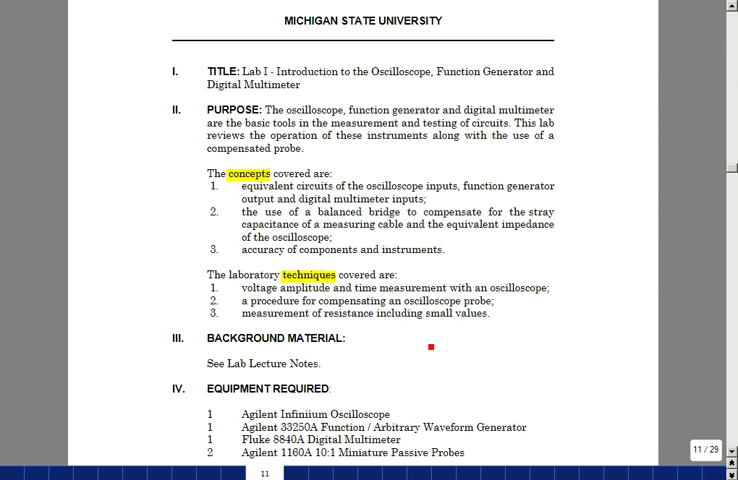 MICHIGAN STATE UNIVERSITY
I. TITLE: Lab I - Introduction to the Oscilloscope, Function Generator and
Digital Multimeter
II. PURPOSE: The oscilloscope, function generator and digital multimeter
are the basic tools in the measurement and testing of circuits. This lab
reviews the operation of these instruments along with the use of a
compensated probe.
The concepts covered are:
1. equivalent circuits of the oscilloscope inputs, function generator
output and digital multimeter inputs;
2. the use of a balanced bridge to compensate for the stray
capacitance of a measuring cable and the equivalent impedance
of the oscilloscope;
3. accuracy of components and instruments.
The laboratory techniques covered are:
1. voltage amplitude and time measurement with an oscilloscope;
2. a procedure for compensating an oscilloscope probe;
3. measurement of resistance including small values.
III. BACKGROUND MATERIAL:
See Lab Lecture Notes.
IV. EQUIPMENT REQUIRED:
1 Agilent Infiniium Oscilloscope
1 Agilent 33250A Function / Arbitrary Waveform Generator
1 Fluke 8840A Digital Multimeter
2 Agilent 1160A 10:1 Miniature Passive Probes
11 / 29
11